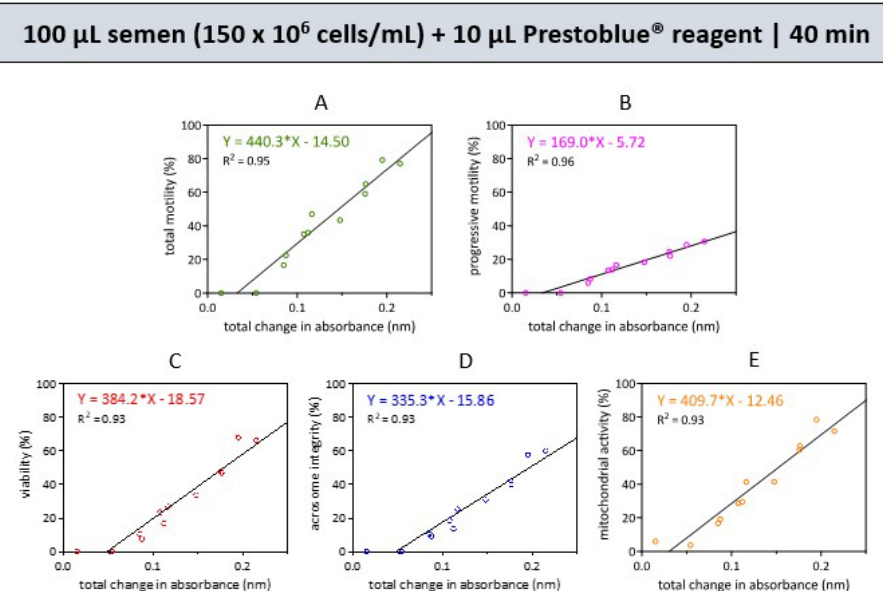 100 µL semen (150 x 10⁶ cells/mL) + 10 µL Prestoblue® reagent | 40 min
A
Y = 440.3*X - 14.50
R² = 0.95
total motility (%)
100
80
60
40
20
0
0.0 0.1 0.2
total change in absorbance (nm)
B
Y = 169.0*X - 5.72
R² = 0.96
progressive motility (%)
100
80
60
40
20
0
0.0 0.1 0.2
total change in absorbance (nm)
C
Y = 384.2*X - 18.57
R² = 0.93
viability (%)
100
80
60
40
20
0
0.0 0.1 0.2
total change in absorbance (nm)
D
Y = 335.3*X - 15.86
R² = 0.93
acrosome integrity (%)
100
80
60
40
20
0
0.0 0.1 0.2
total change in absorbance (nm)
E
Y = 409.7*X - 12.46
R² = 0.93
mitochondrial activity (%)
100
80
60
40
20
0
0.0 0.1 0.2
total change in absorbance (nm)